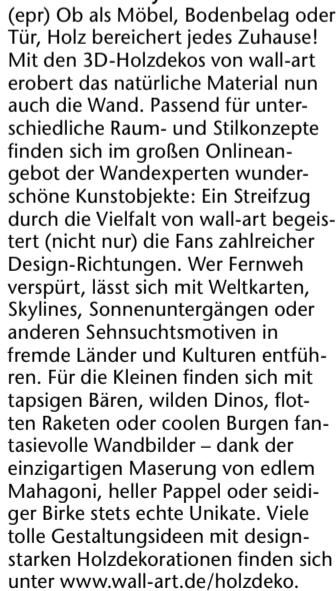 (epr) Ob als Möbel, Bodenbelag oder
Tür, Holz bereichert jedes Zuhause!
Mit den 3D-Holzdekos von wall-art
erobert das natürliche Material nun
auch die Wand. Passend für unter-
schiedliche Raum- und Stilkonzepte
finden sich im großen Onlinean-
gebot der Wandexperten wunder-
schöne Kunstobjekte: Ein Streifzug
durch die Vielfalt von wall-art begeis-
tert (nicht nur) die Fans zahlreicher
Design-Richtungen. Wer Fernweh
verspürt, lässt sich mit Weltkarten,
Skylines, Sonnenuntergängen oder
anderen Sehnsuchtsmotiven in
fremde Länder und Kulturen entfüh-
ren. Für die Kleinen finden sich mit
tapsigen Bären, wilden Dinos, flot-
ten Raketen oder coolen Burgen fan-
tasievolle Wandbilder – dank der
einzigartigen Maserung von edlem
Mahagoni, heller Pappel oder seidi-
ger Birke stets echte Unikate. Viele
tolle Gestaltungsideen mit design-
starken Holzdekorationen finden sich
unter www.wall-art.de/holzdeko.